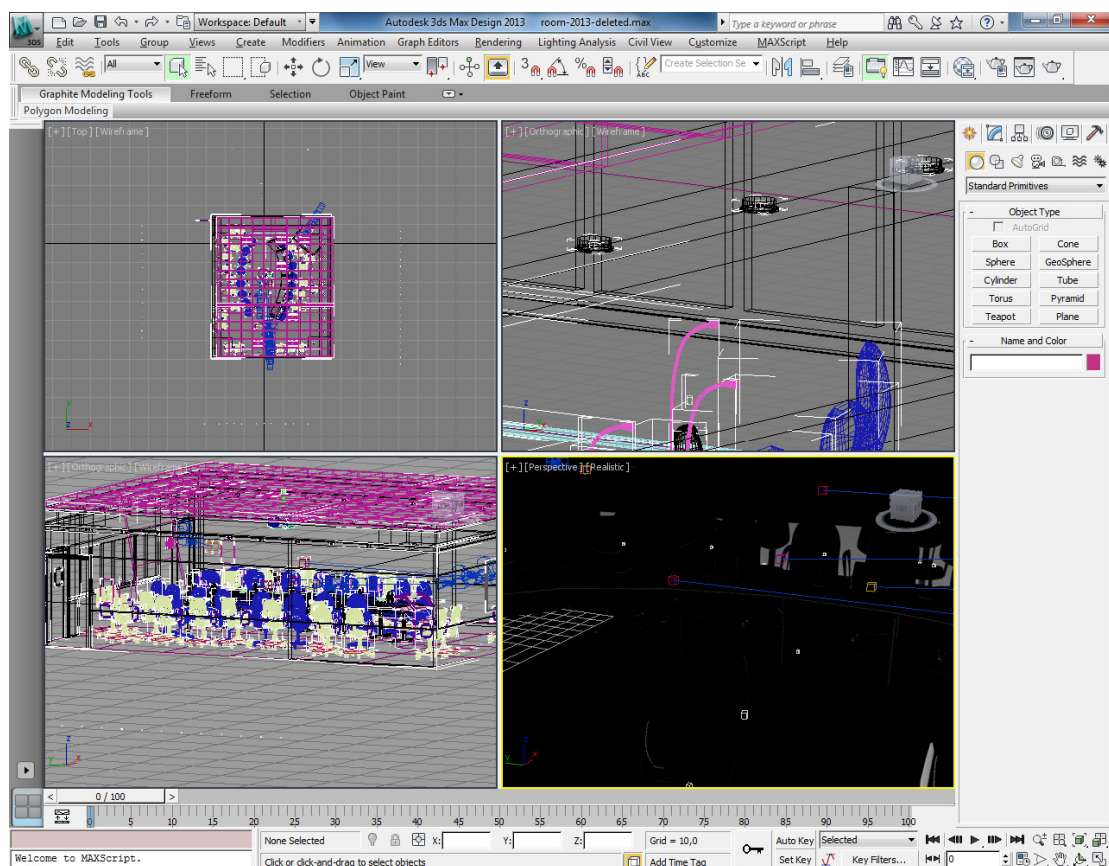 Workspace: Default
Autodesk 3ds Max Design 2013 room-2013-deleted.max
Type a keyword or phrase
3DS
Edit Tools Group Views Create Modifiers Animation Graph Editors Rendering Lighting Analysis Civil View Customize MAXScript Help
All
View
3
Create Selection Se
ABC
Graphite Modeling Tools Freeform Selection Object Paint
Polygon Modeling
[+][Top][Wireframe]
[+][Orthographic][Wireframe]
Standard Primitives
- Object Type
AutoGrid
Box Cone
Sphere GeoSphere
Cylinder Tube
Torus Pyramid
Teapot Plane
- Name and Color
y
z x
z
x
[+][Orthographic][Wireframe]
[+][Perspective][Realistic]
z
x
z
y x
< 0 / 100 >
0 5 10 15 20 25 30 35 40 45 50 55 60 65 70 75 80 85 90 95 100
None Selected X: Y: Z: Grid = 10,0 Auto Key Selected
Welcome to MAXScript. Click or click-and-drag to select objects Add Time Tag Set Key Key Filters... 0